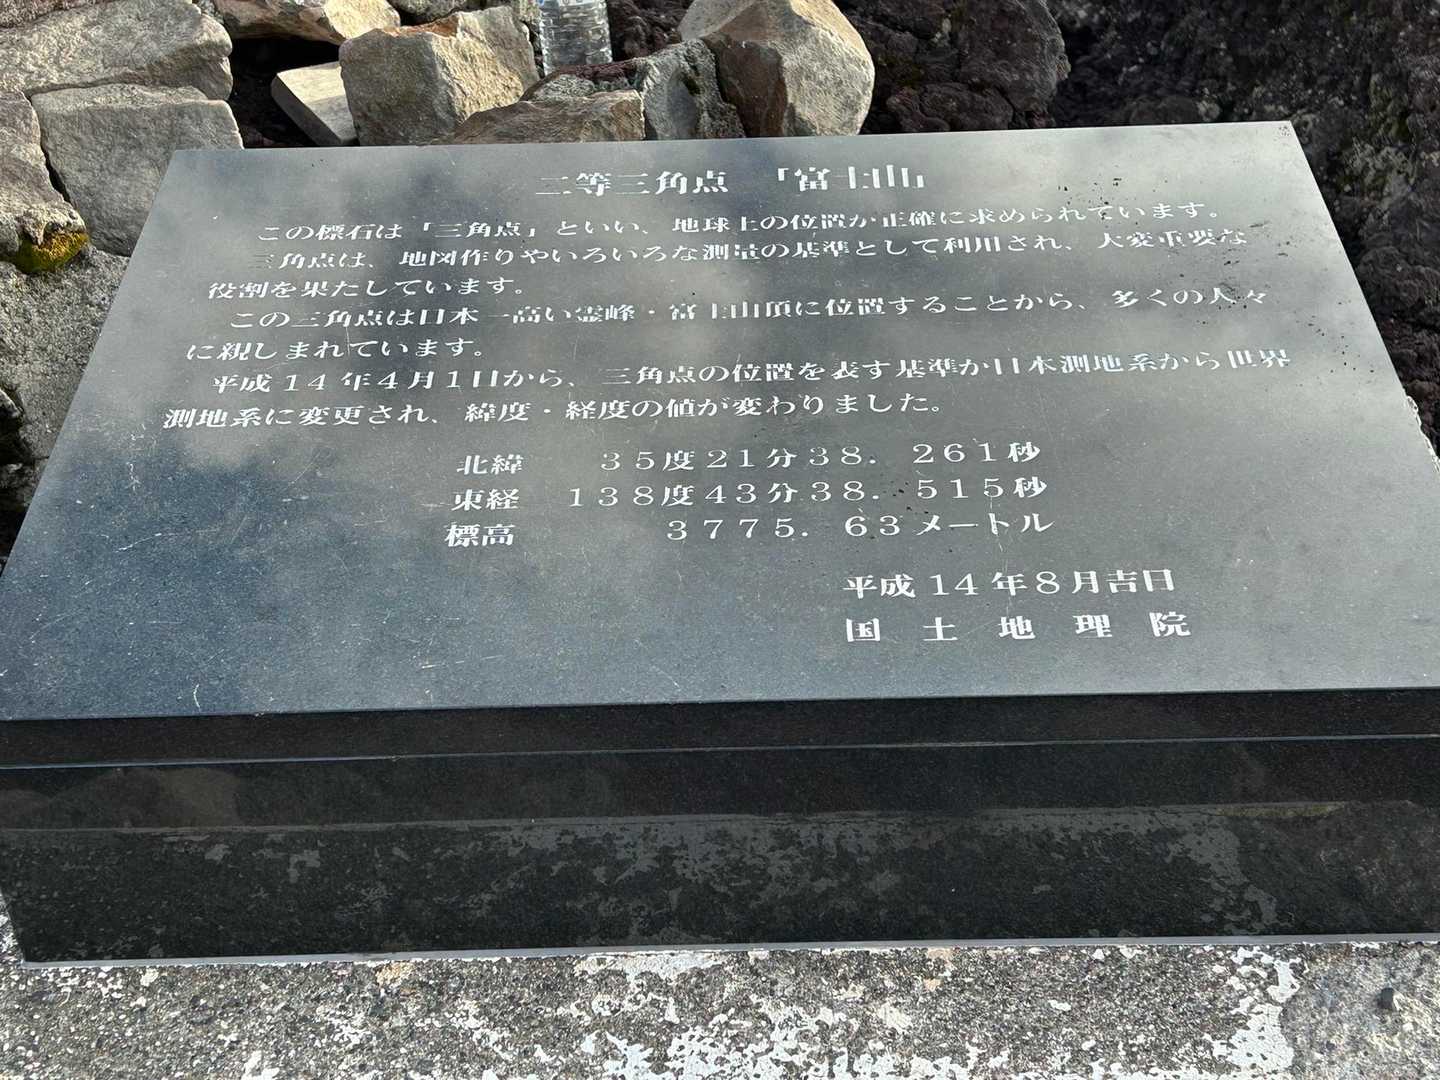 二等三角点　「富士山」
この標石は「三角点」といい、地球上の位置が正確に求められています。
三角点は、地図作りやいろいろな測量の基準として利用され、大変重要な
役割を果たしています。
この三角点は日本一高い霊峰・富士山頂に位置することから、多くの人々
に親しまれています。
平成１４年４月１日から、三角点の位置を表す基準が日本測地系から世界
測地系に変更され、緯度・経度の値が変わりました。
北緯　３５度２１分３８．２６１秒
東経　１３８度４３分３８．５１５秒
標高　３７７５．６３メートル
平成１４年８月吉日
国土地理院